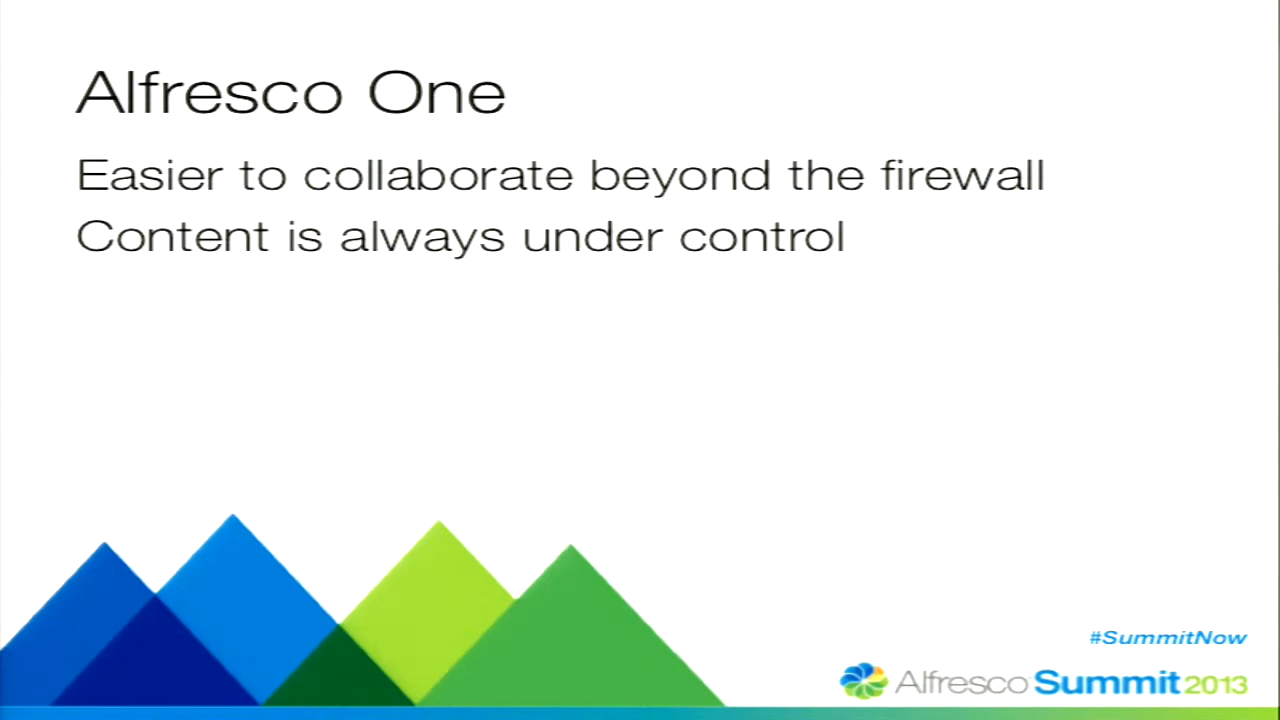 Alfresco One
Easier to collaborate beyond the firewall
Content is always under control
#SummitNow
Alfresco Summit 2013